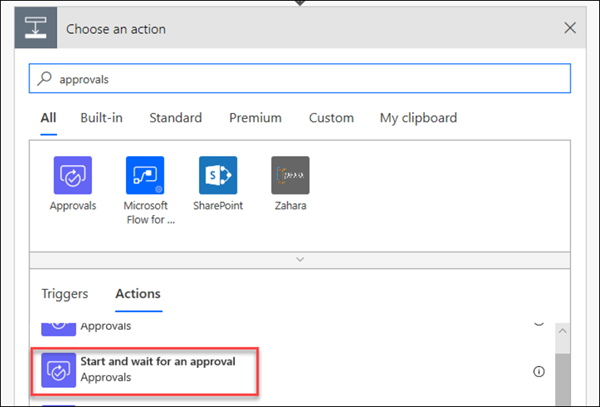 Choose an action
approvals
All Built-in Standard Premium Custom My clipboard
Approvals Microsoft Flow for ... SharePoint Zahara
Triggers Actions
Approvals
Start and wait for an approval
Approvals